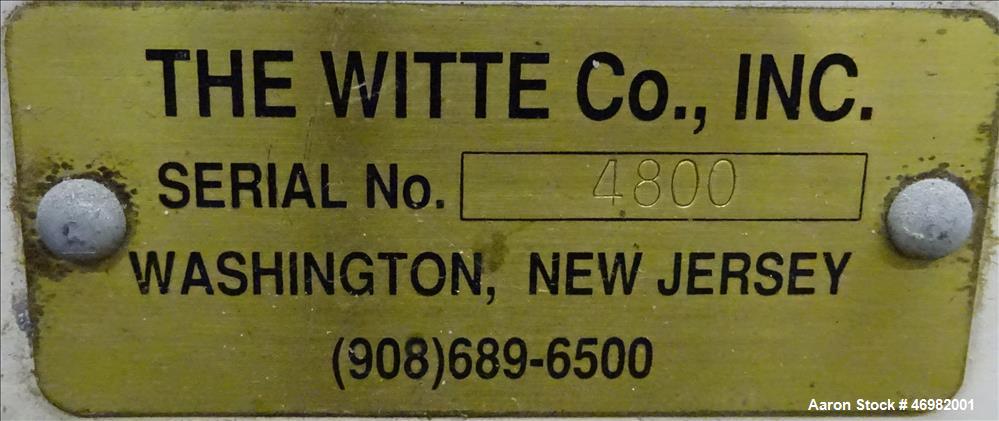 THE WITTE Co., INC.
SERIAL No. 4800
WASHINGTON, NEW JERSEY
(908)689-6500
Aaron Stock # 46982001